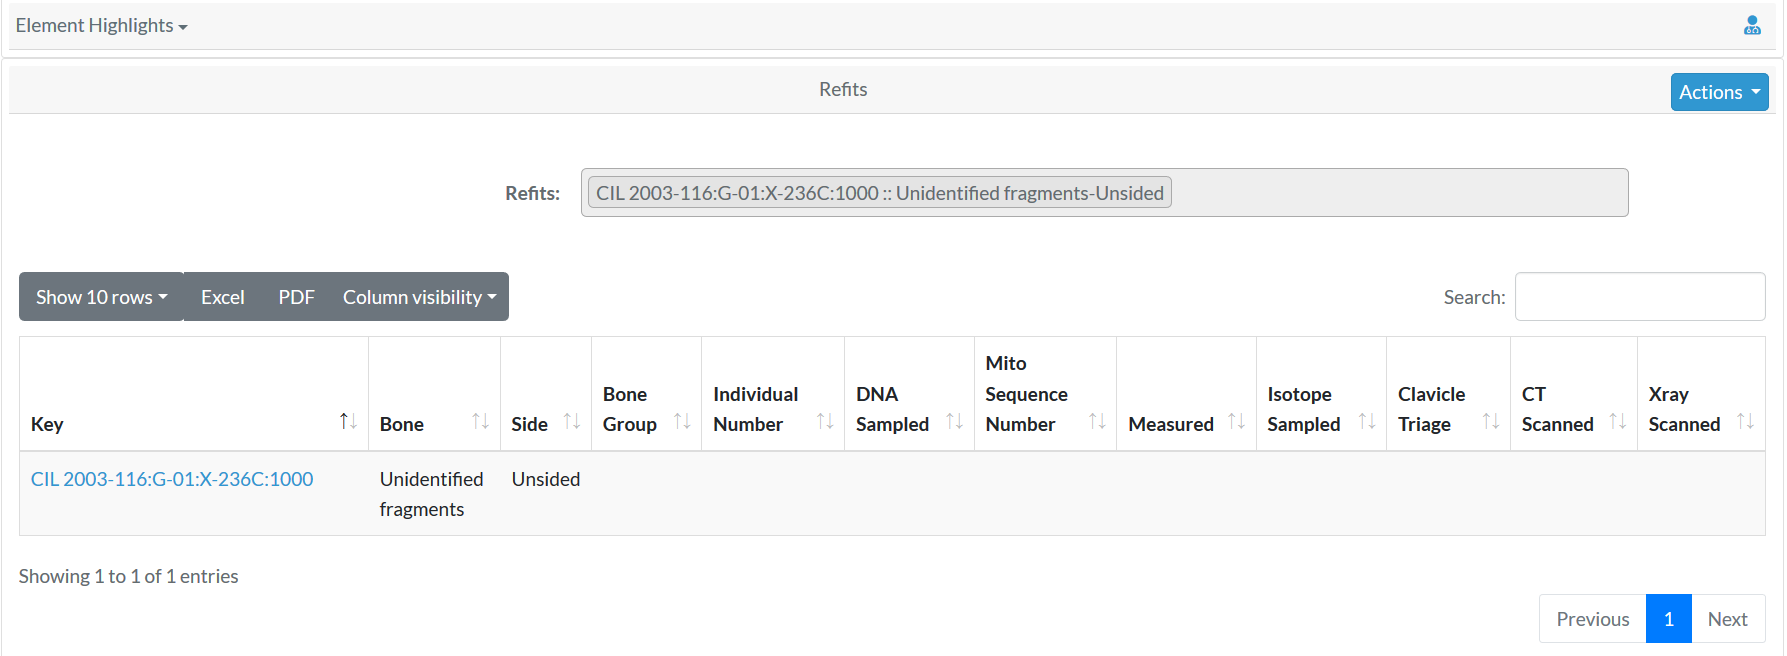 Element Highlights
Refits
Actions
Refits:
CIL 2003-116:G-01:X-236C:1000 :: Unidentified fragments-Unsided
Show 10 rows Excel PDF Column visibility
Search:
Key
Bone
Side
Bone
Group
Individual
Number
DNA
Sampled
Mito
Sequence
Number
Measured
Isotope
Sampled
Clavicle
Triage
CT
Scanned
Xray
Scanned
CIL 2003-116:G-01:X-236C:1000
Unidentified
fragments
Unsided
Showing 1 to 1 of 1 entries
Previous 1 Next